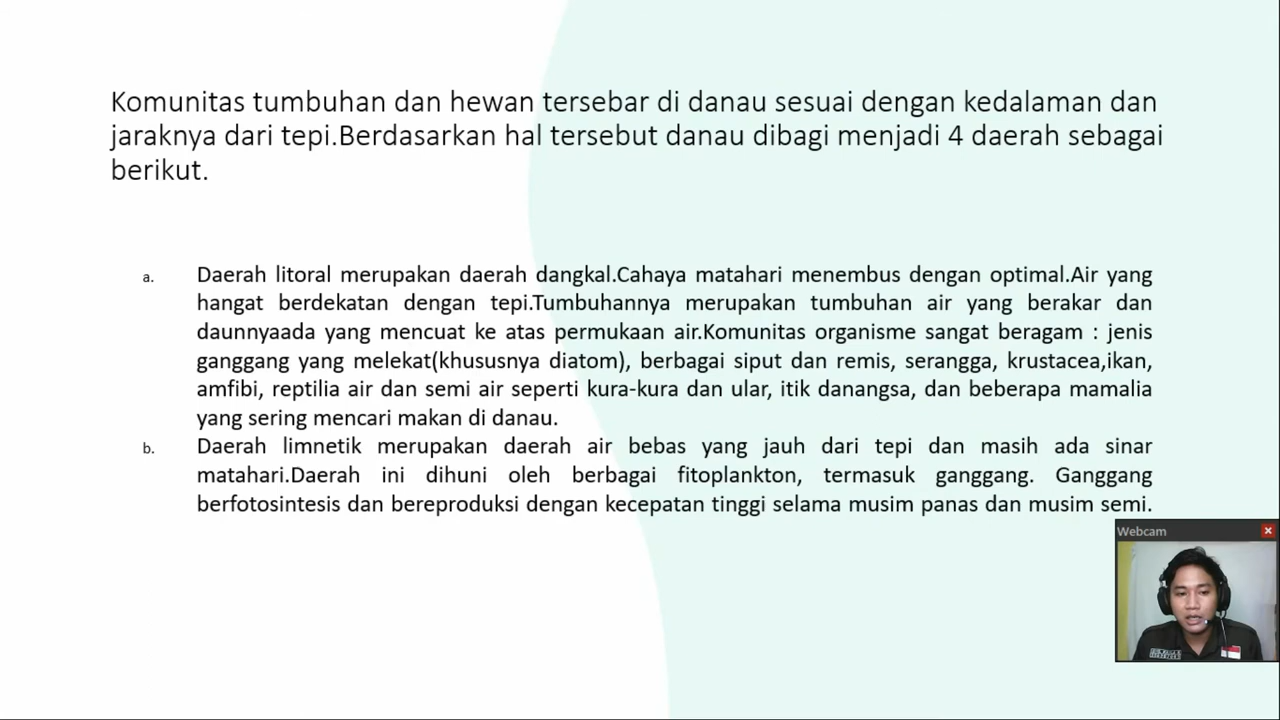 Komunitas tumbuhan dan hewan tersebar di danau sesuai dengan kedalaman dan
jaraknya dari tepi.Berdasarkan hal tersebut danau dibagi menjadi 4 daerah sebagai
berikut.
a. Daerah litoral merupakan daerah dangkal.Cahaya matahari menembus dengan optimal.Air yang
hangat berdekatan dengan tepi.Tumbuhannya merupakan tumbuhan air yang berakar dan
daunnyaada yang mencuat ke atas permukaan air.Komunitas organisme sangat beragam : jenis
ganggang yang melekat(khususnya diatom), berbagai siput dan remis, serangga, krustacea,ikan,
amfibi, reptilia air dan semi air seperti kura-kura dan ular, itik danangsa, dan beberapa mamalia
yang sering mencari makan di danau.
b. Daerah limnetik merupakan daerah air bebas yang jauh dari tepi dan masih ada sinar
matahari.Daerah ini dihuni oleh berbagai fitoplankton, termasuk ganggang. Ganggang
berfotosintesis dan bereproduksi dengan kecepatan tinggi selama musim panas dan musim semi.
Webcam